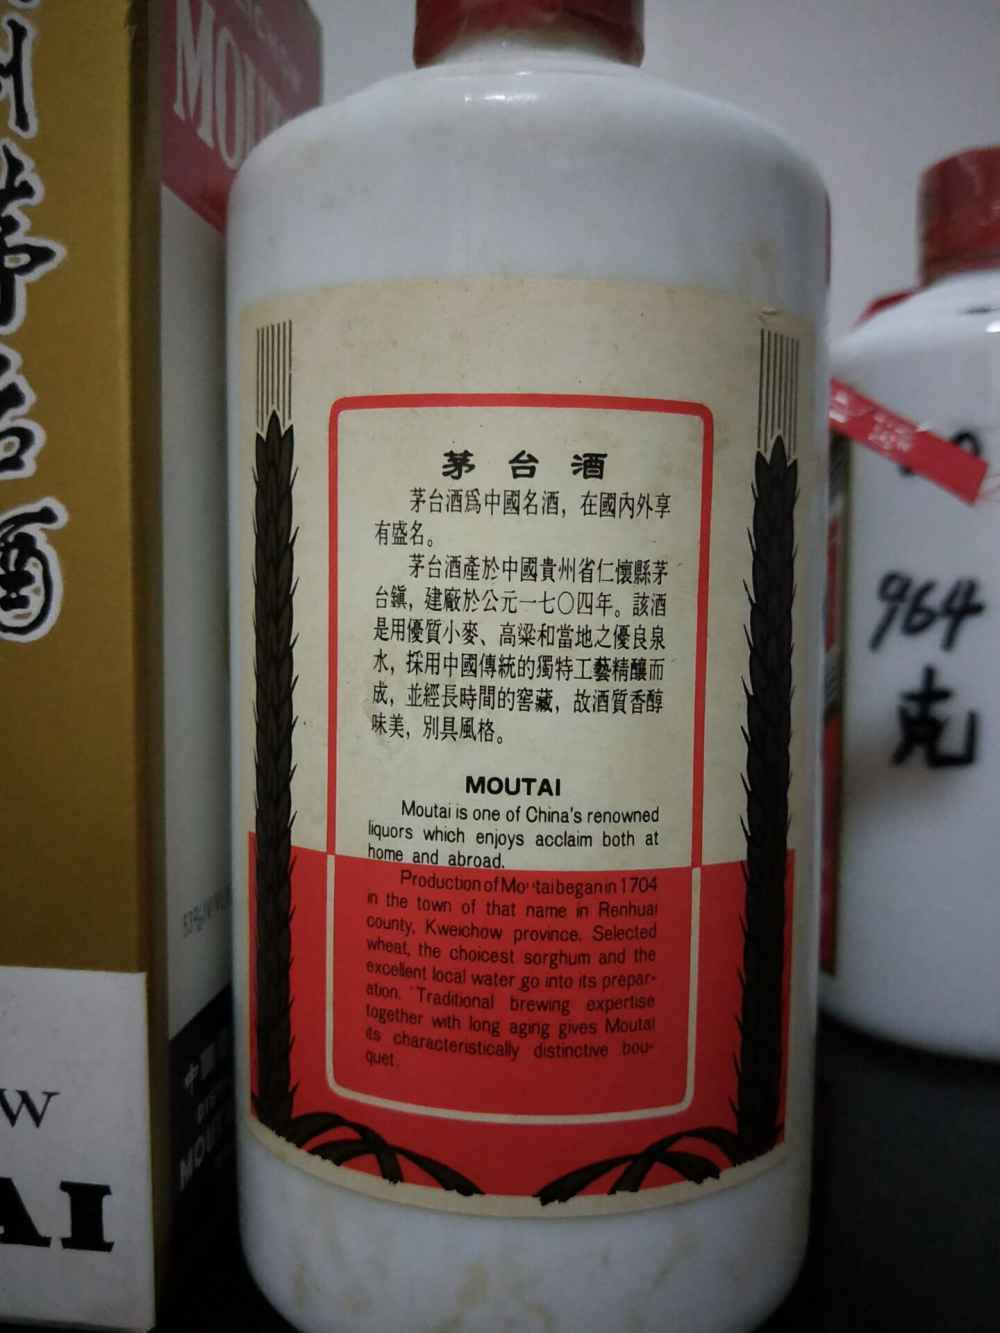 茅台酒
茅台酒爲中國名酒，在國內外享
有盛名。
茅台酒產於中國貴州省仁懷縣茅
台鎮，建廠於公元一七〇四年。該酒
是用優質小麥、高粱和當地之優良泉
水，採用中國傳統的獨特工藝精釀而
成，並經長時間的窖藏，故酒質香醇
味美，別具風格。
MOUTAI
Moutai is one of China's renowned
liquors which enjoys acclaim both at
home and abroad.
Production of Moutai began in 1704
in the town of that name in Renhuai
county, Kweichow province. Selected
wheat, the choicest sorghum and the
excellent local water go into its prepar-
ation. Traditional brewing expertise
together with long aging gives Moutai
its characteristically distinctive bou-
quet.
州茅台酒
W
AI
MOU
964
克